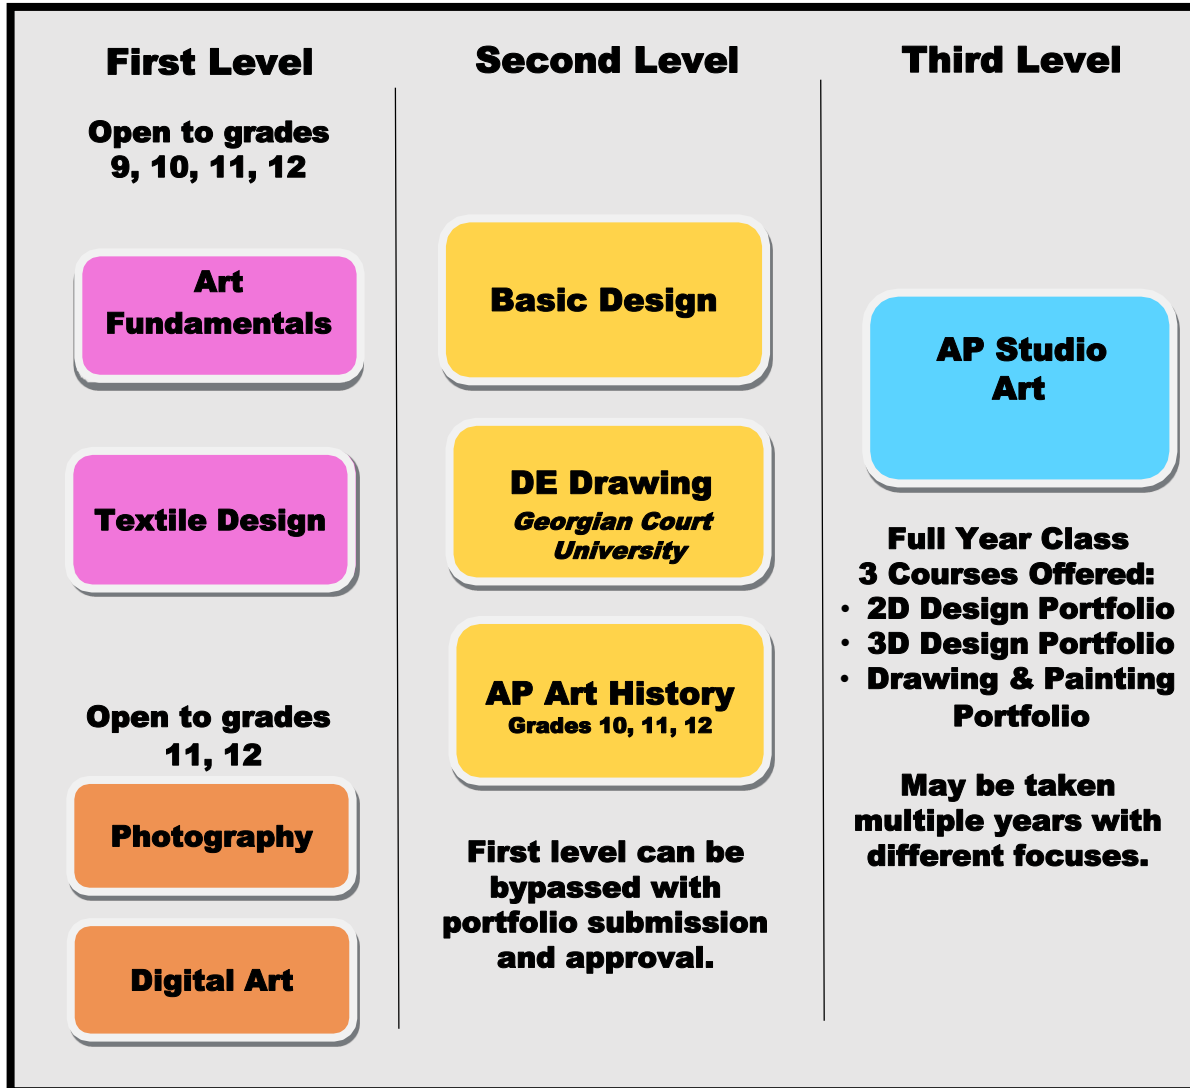 First Level
Open to grades
9, 10, 11, 12
Art
Fundamentals
Textile Design
Open to grades
11, 12
Photography
Digital Art
Second Level
Basic Design
DE Drawing
Georgian Court
University
AP Art History
Grades 10, 11, 12
First level can be
bypassed with
portfolio submission
and approval.
Third Level
AP Studio
Art
Full Year Class
3 Courses Offered:
• 2D Design Portfolio
• 3D Design Portfolio
• Drawing & Painting
Portfolio
May be taken
multiple years with
different focuses.